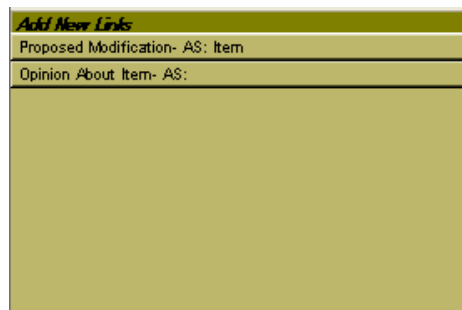 Add New Links
Proposed Modification- AS: Item
Opinion About Item- AS: